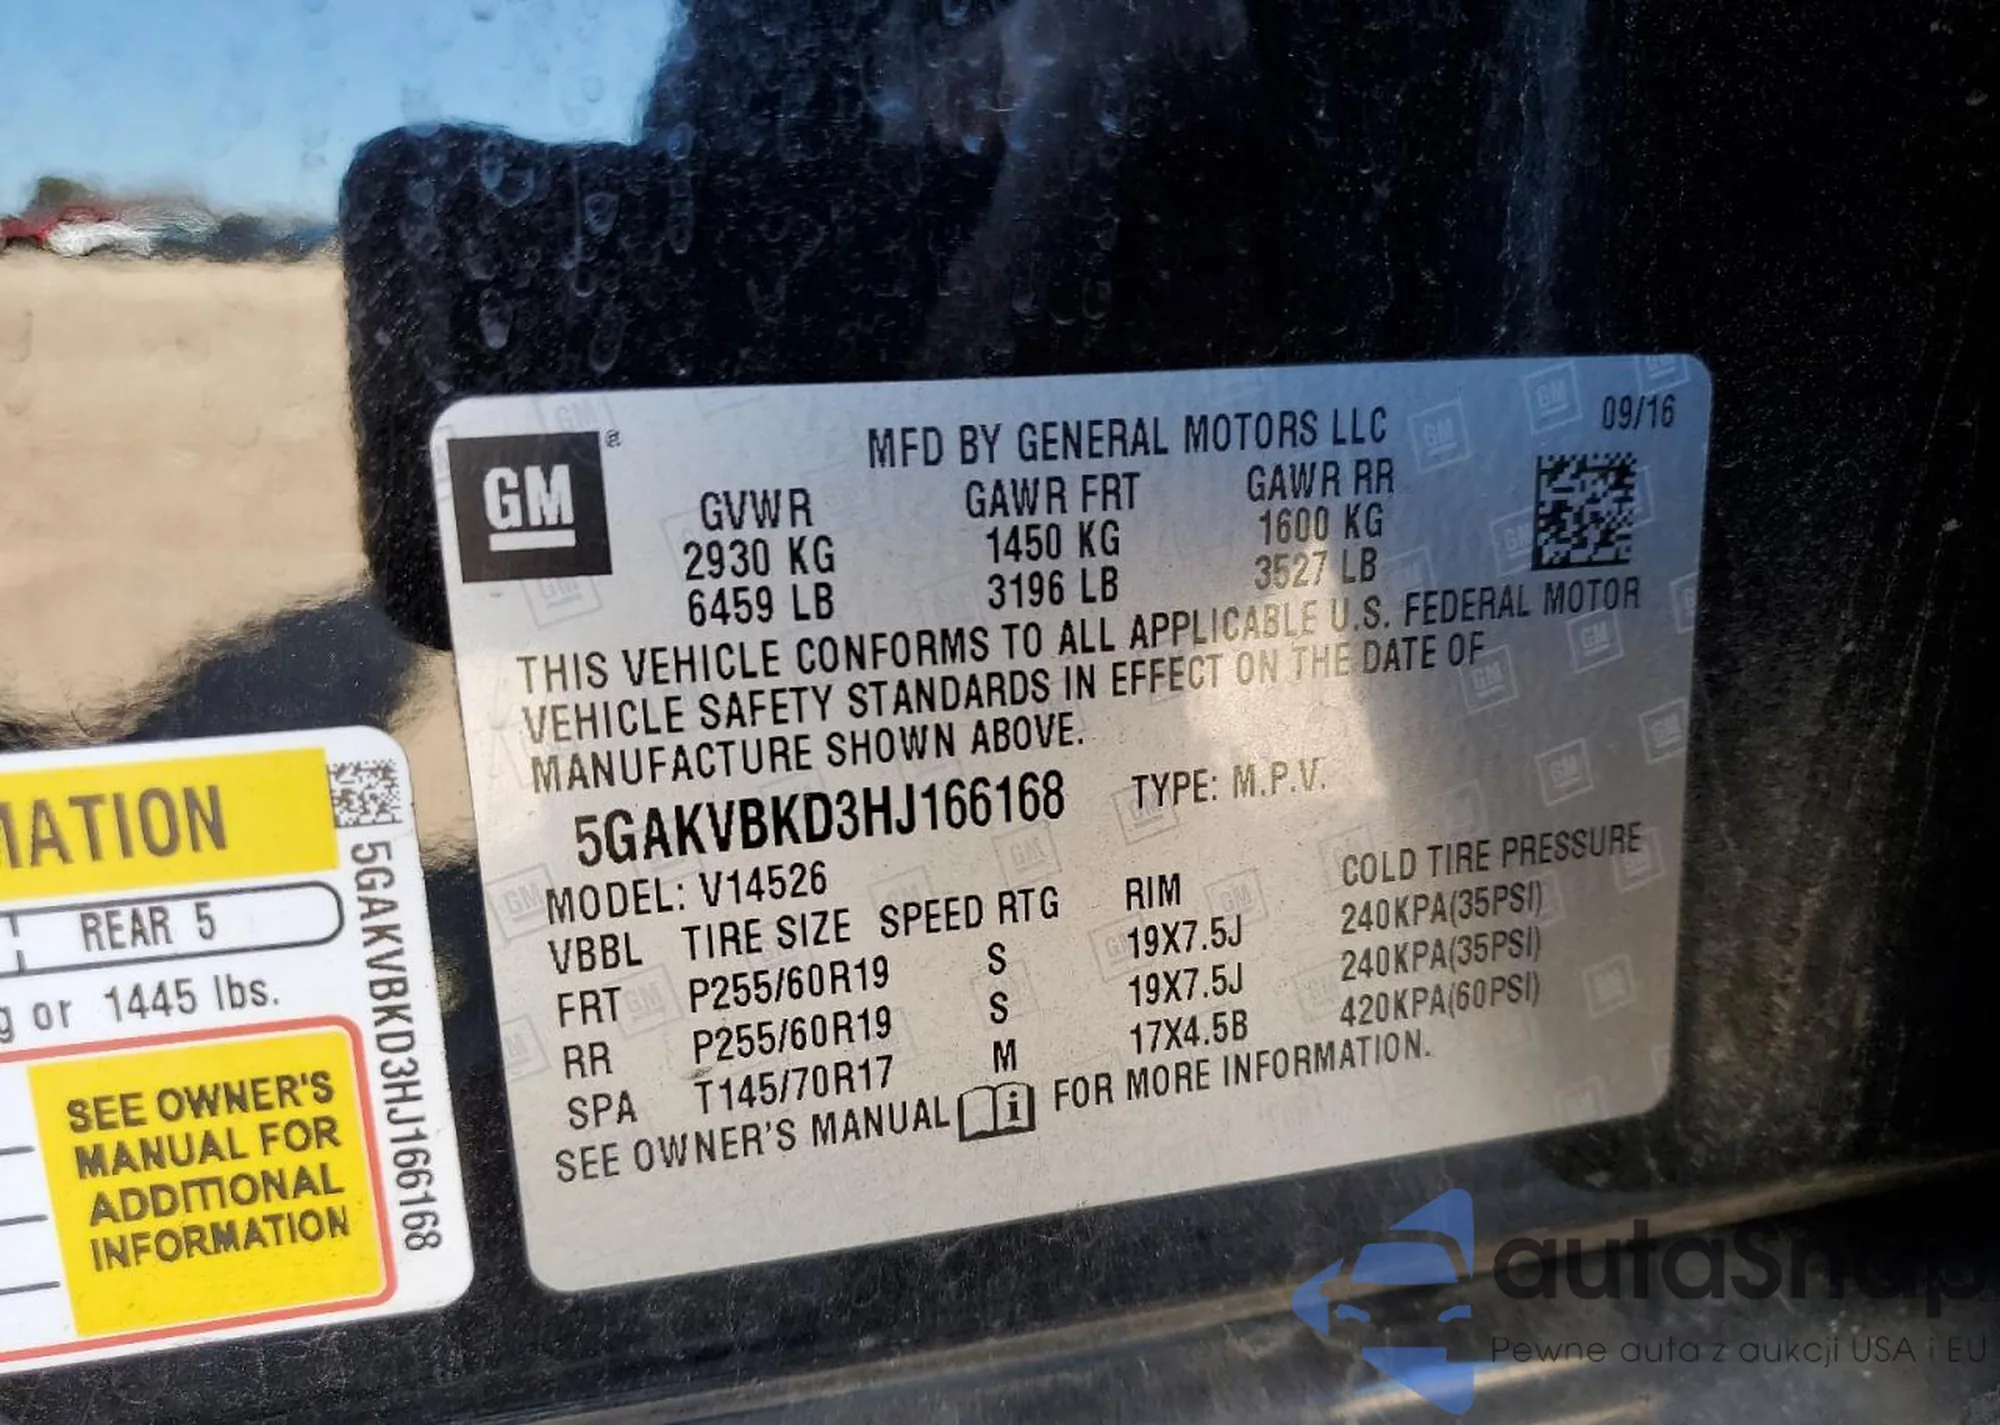 GM ®
MFD BY GENERAL MOTORS LLC
09/16
GVWR GAWR FRT GAWR RR
2930 KG 1450 KG 1600 KG
6459 LB 3196 LB 3527 LB
THIS VEHICLE CONFORMS TO ALL APPLICABLE U.S. FEDERAL MOTOR
VEHICLE SAFETY STANDARDS IN EFFECT ON THE DATE OF
MANUFACTURE SHOWN ABOVE.
5GAKVBKD3HJ166168 TYPE: M.P.V.
MODEL: V14526
VBBL TIRE SIZE SPEED RTG RIM COLD TIRE PRESSURE
FRT P255/60R19 S 19X7.5J 240KPA(35PSI)
RR P255/60R19 S 19X7.5J 240KPA(35PSI)
SPA T145/70R17 M 17X4.5B 420KPA(60PSI)
SEE OWNER'S MANUAL i FOR MORE INFORMATION.
MATION
REAR 5
g or 1445 lbs.
SEE OWNER'S
MANUAL FOR
ADDITIONAL
INFORMATION
5GAKVBKD3HJ166168
autaSnap
Pewne auta z aukcji USA i EU